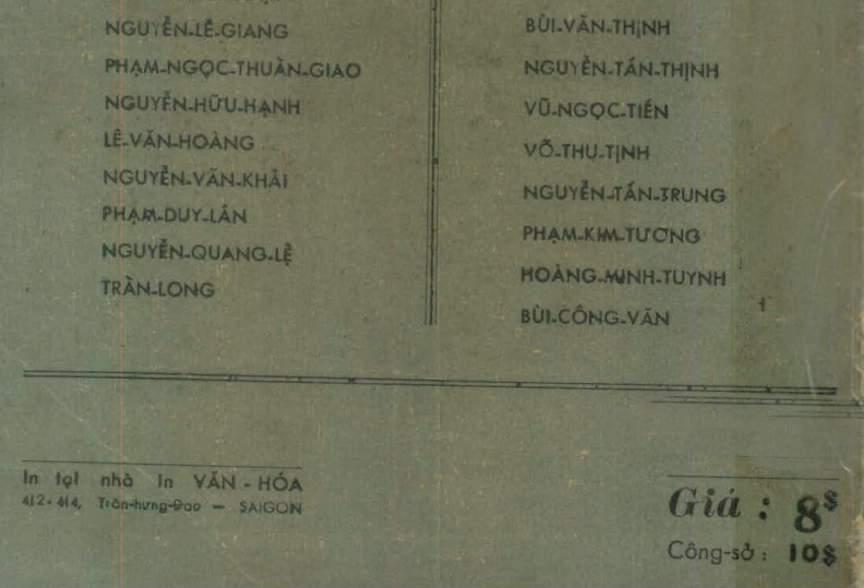 NGUYỄN-LÊ-GIANG
PHẠM-NGỌC-THUẦN-GIAO
NGUYỄN-HỮU-HẠNH
LÊ-VĂN-HOÀNG
NGUYỄN-VĂN-KHẢI
PHẠM-DUY-LÂN
NGUYỄN-QUANG-LỆ
TRẦN-LONG
BÙI-VĂN-THỊNH
NGUYỄN-TẤN-THỊNH
VŨ-NGỌC-TIẾN
VÕ-THU-TỊNH
NGUYỄN-TẤN-TRUNG
PHẠM-KIM-TƯƠNG
HOÀNG-MINH-TUYNH
BÙI-CÔNG-VĂN
In tại nhà in VĂN - HÓA
412-414, Trần-hưng-Đạo — SAIGON
Giá : 8$
Công-sở : 10$